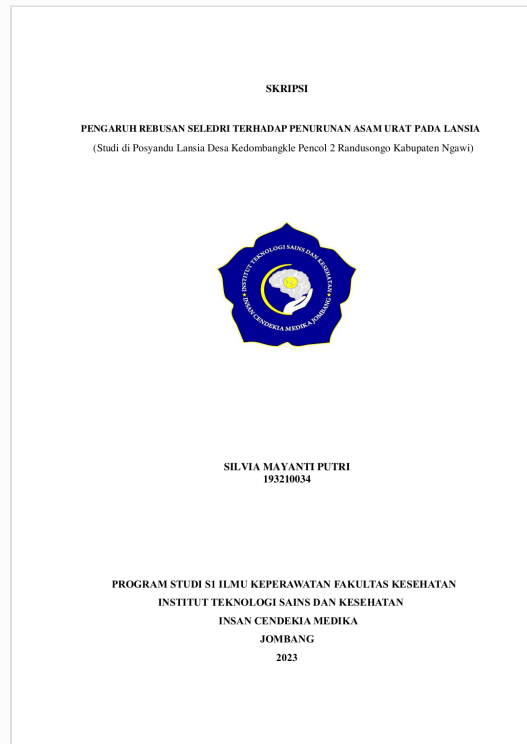 SKRIPSI
PENGARUH REBUSAN SELEDRI TERHADAP PENURUNAN ASAM URAT PADA LANSIA
(Studi di Posyandu Lansia Desa Kedombangkle Pencol 2 Randusongo Kabupaten Ngawi)
INSTITUT TEKNOLOGI SAINS DAN KESEHATAN
INSAN CENDEKIA MEDIKA JOMBANG
SILVIA MAYANTI PUTRI
193210034
PROGRAM STUDI S1 ILMU KEPERAWATAN FAKULTAS KESEHATAN
INSTITUT TEKNOLOGI SAINS DAN KESEHATAN
INSAN CENDEKIA MEDIKA
JOMBANG
2023